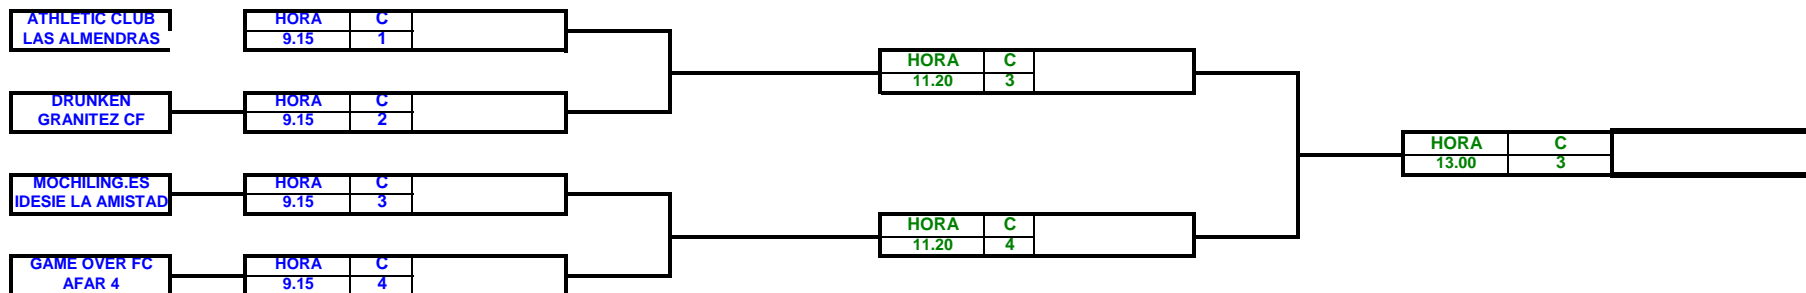 ATHLETIC CLUB
LAS ALMENDRAS
HORA C
9.15 1
HORA C
11.20 3
DRUNKEN
GRANITEZ CF
HORA C
9.15 2
HORA C
13.00 3
MOCHILING.ES
IDESIE LA AMISTAD
HORA C
9.15 3
HORA C
11.20 4
GAME OVER FC
AFAR 4
HORA C
9.15 4